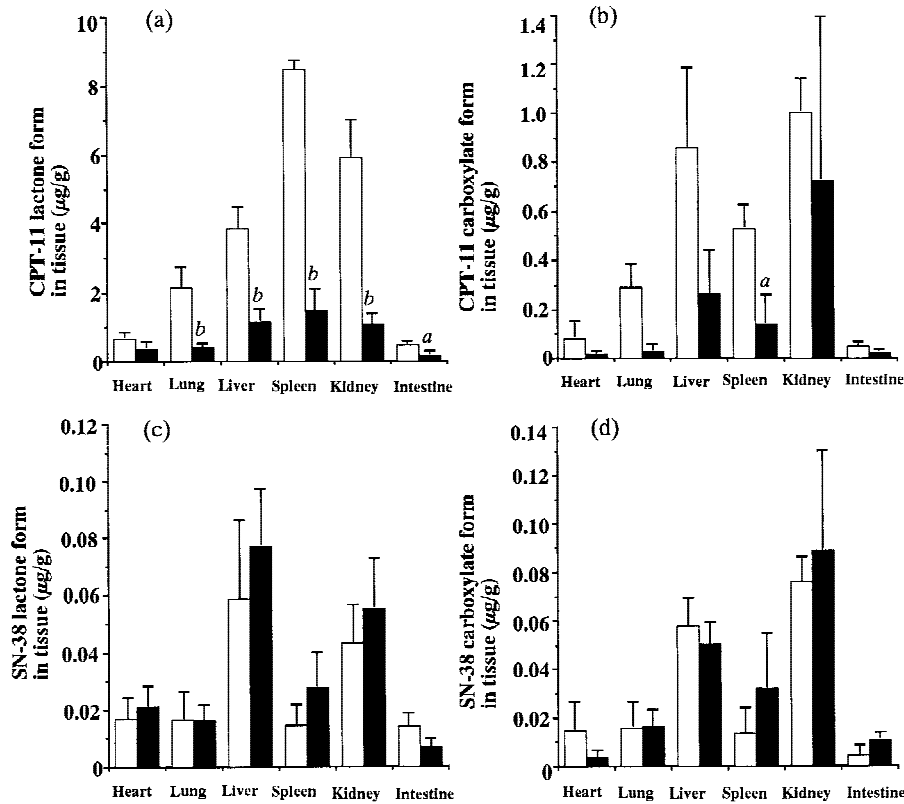 (a)
CPT-11 lactone form
in tissue (µg/g)
10
8
6
4
2
0
b
b
b
b
a
Heart Lung Liver Spleen Kidney Intestine
(b)
CPT-11 carboxylate form
in tissue (µg/g)
1.4
1.2
1.0
0.8
0.6
0.4
0.2
0
a
Heart Lung Liver Spleen Kidney Intestine
(c)
SN-38 lactone form
in tissue (µg/g)
0.12
0.10
0.08
0.06
0.04
0.02
0
Heart Lung Liver Spleen Kidney Intestine
(d)
SN-38 carboxylate form
in tissue (µg/g)
0.14
0.12
0.10
0.08
0.06
0.04
0.02
0
Heart Lung Liver Spleen Kidney Intestine